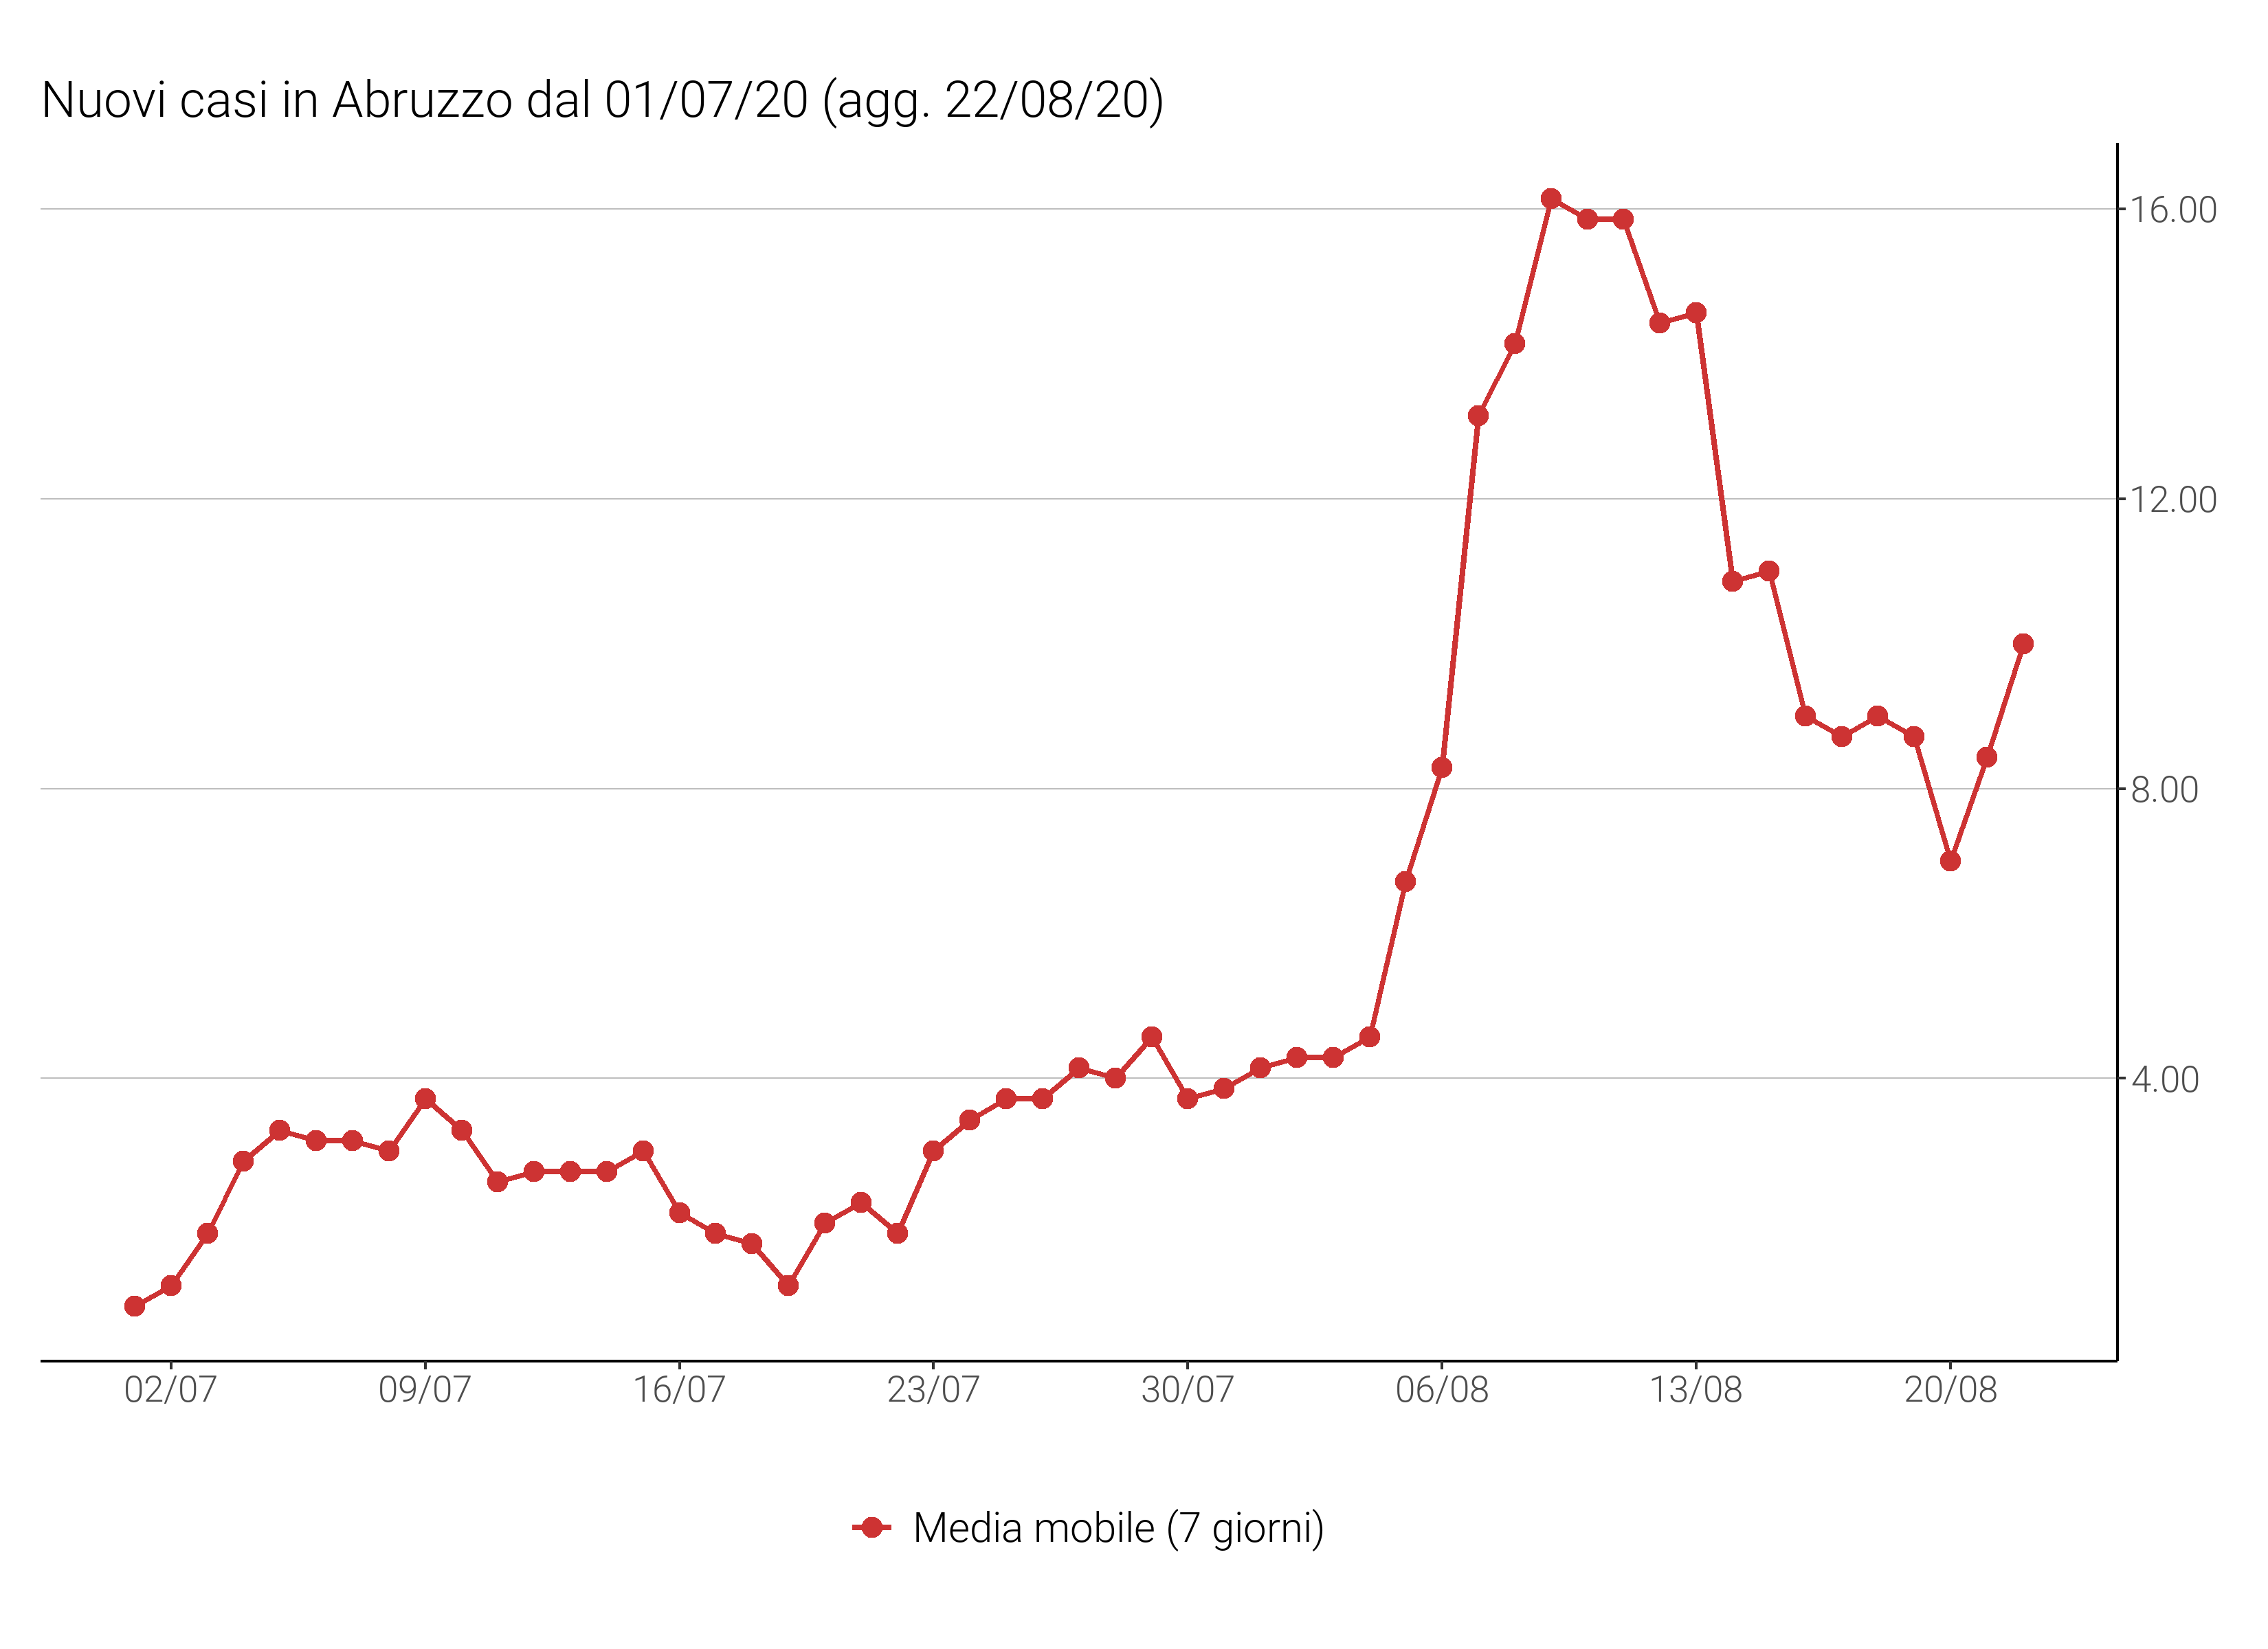 Nuovi casi in Abruzzo dal 01/07/20 (agg. 22/08/20)
16.00
12.00
8.00
4.00
02/07 09/07 16/07 23/07 30/07 06/08 13/08 20/08
Media mobile (7 giorni)